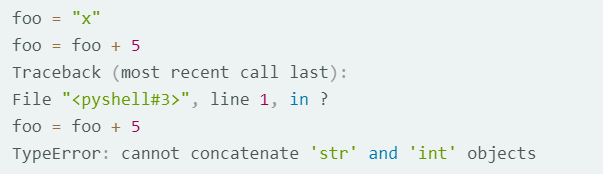 foo = "x"
foo = foo + 5
Traceback (most recent call last):
File "<pyshell#3>", line 1, in ?
foo = foo + 5
TypeError: cannot concatenate 'str' and 'int' objects